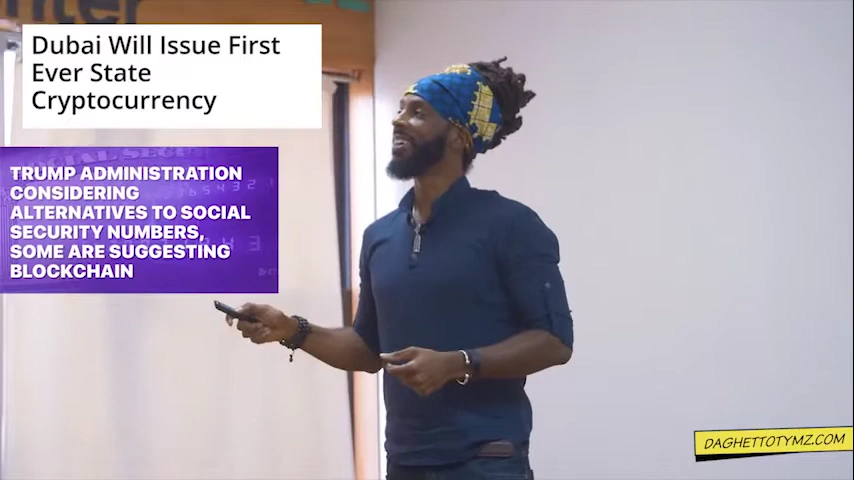 Dubai Will Issue First
Ever State
Cryptocurrency
TRUMP ADMINISTRATION
CONSIDERING
ALTERNATIVES TO SOCIAL
SECURITY NUMBERS,
SOME ARE SUGGESTING
BLOCKCHAIN
DAGHETTOTYMZ.COM